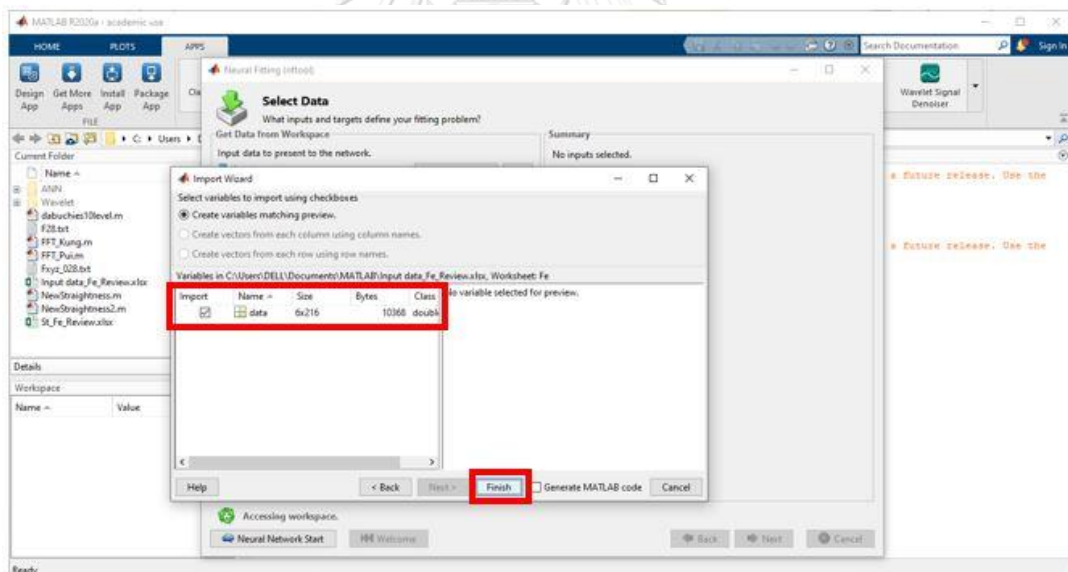 MATLAB R2020a - academic use
HOME
PLOTS
APPS
Search Documentation
Sign In
Design App
Get More Apps
Install App
Package App
FILE
Wavelet Signal Denoiser
C: Users
Neural Fitting (nftool)
Select Data
What inputs and targets define your fitting problem?
Get Data from Workspace
Input data to present to the network.
Summary
No inputs selected.
a future release. Use the
a future release. Use the
Current Folder
Name
ANN
Wavelet
dabuchies10level.m
F28.txt
FFT_Kung.m
FFT_Pui.m
Fxyz_028.txt
Input data_Fe_Review.xlsx
NewStraightness.m
NewStraightness2.m
St_Fe_Review.xlsx
Details
Workspace
Name
Value
Import Wizard
Select variables to import using checkboxes
Create variables matching preview.
Create vectors from each column using column names.
Create vectors from each row using row names.
Variables in C:\Users\DELL\Documents\MATLAB\Input data_Fe_Review.xlsx, Worksheet: Fe
Import Name Size Bytes Class
data 6x216 10368 double
variable selected for preview.
Help
< Back
Next >
Finish
Generate MATLAB code
Cancel
Accessing workspace.
Neural Network Start
Welcome
Back
Next
Cancel
Ready